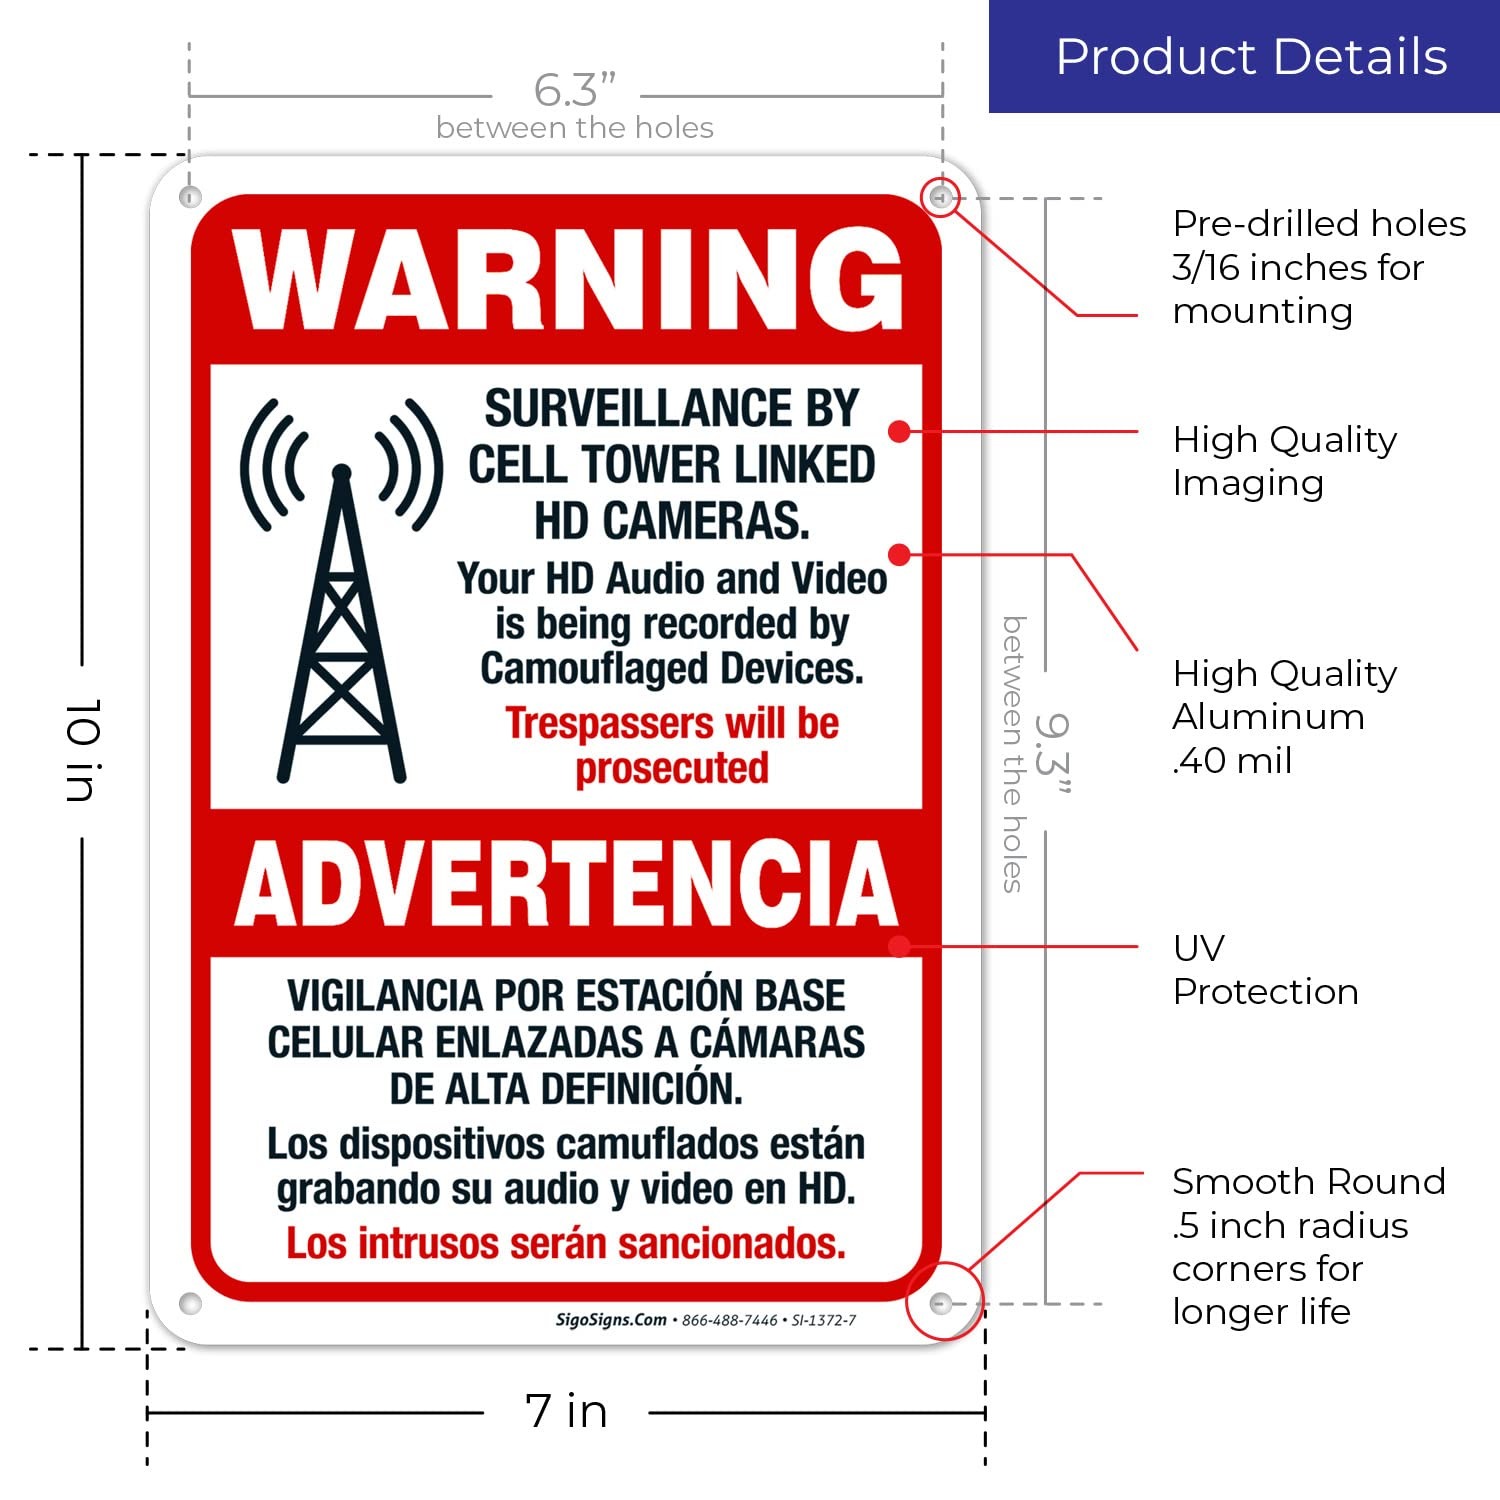 Product Details
6.3”
between the holes
WARNING
SURVEILLANCE BY
CELL TOWER LINKED
HD CAMERAS.
Your HD Audio and Video
is being recorded by
Camouflaged Devices.
Trespassers will be
prosecuted
ADVERTENCIA
VIGILANCIA POR ESTACIÓN BASE
CELULAR ENLAZADAS A CÁMARAS
DE ALTA DEFINICIÓN.
Los dispositivos camuflados están
grabando su audio y video en HD.
Los intrusos serán sancionados.
SigoSigns.Com • 866-488-7446 • SI-1372-7
10 in
7 in
9.3”
between the holes
Pre-drilled holes
3/16 inches for
mounting
High Quality
Imaging
High Quality
Aluminum
.40 mil
UV
Protection
Smooth Round
.5 inch radius
corners for
longer life